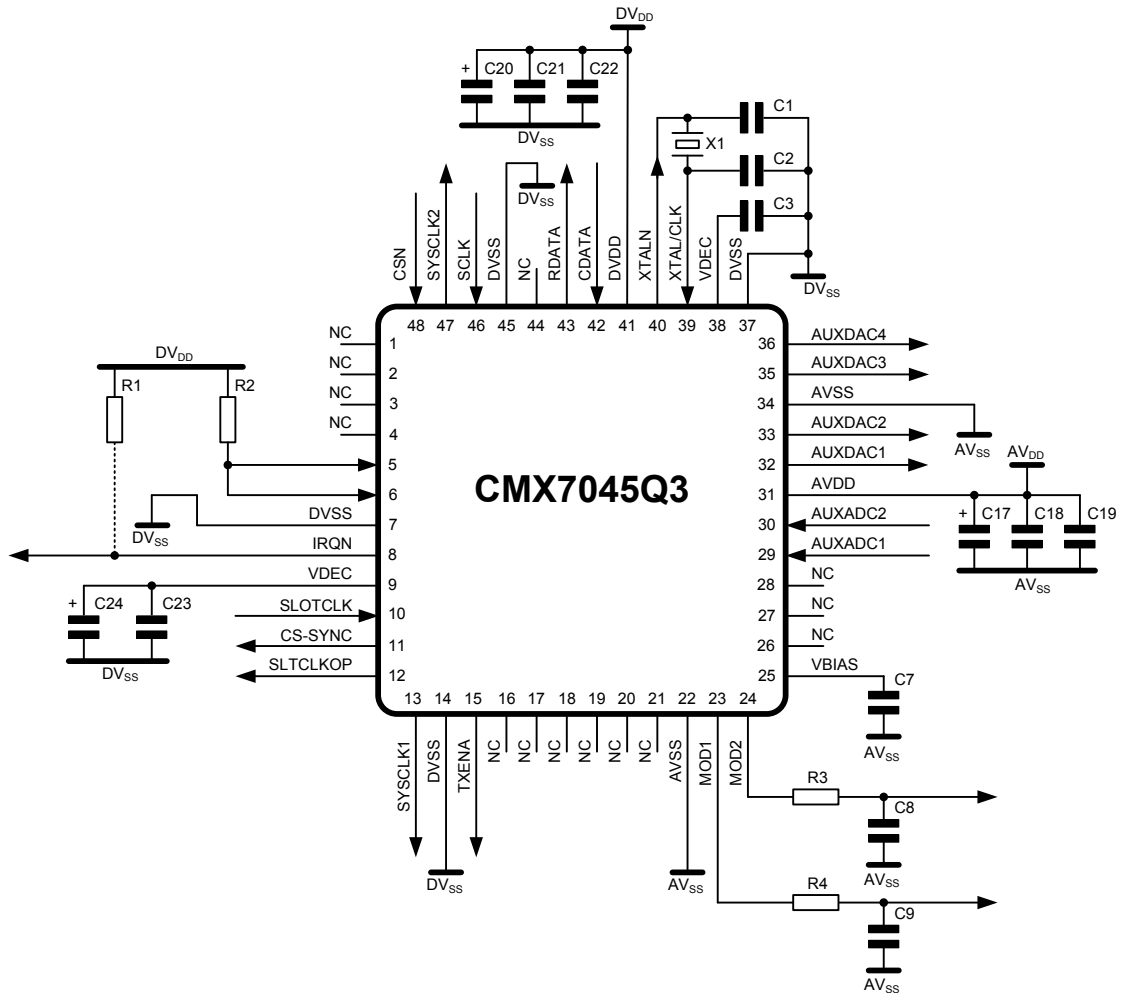 DVDD
+ C20 C21 C22
DVSS
C1
X1
C2
C3
DVSS
DVSS
CSN
SYSCLK2
SCLK
DVSS
NC
RDATA
CDATA
DVDD
XTALN
XTAL/CLK
VDEC
DVSS
48 47 46 45 44 43 42 41 40 39 38 37
NC 1
NC 2
NC 3
NC 4
DVDD
R1 R2
5
6
DVSS 7
DVSS
IRQN 8
VDEC 9
+ C24 C23
DVSS
SLOTCLK 10
CS-SYNC 11
SLTCLKOP 12
CMX7045Q3
36 AUXDAC4
35 AUXDAC3
34 AVSS
33 AUXDAC2
AVSS
32 AUXDAC1
AVDD
31 AVDD
30 AUXADC2
+ C17 C18 C19
29 AUXADC1
AVSS
28 NC
27 NC
26 NC
25 VBIAS
C7
AVSS
13 14 15 16 17 18 19 20 21 22 23 24
SYSCLK1
DVSS
TXENA
NC
NC
NC
NC
NC
NC
AVSS
MOD1
MOD2
R3
C8
AVSS
DVSS
AVSS
R4
C9
AVSS